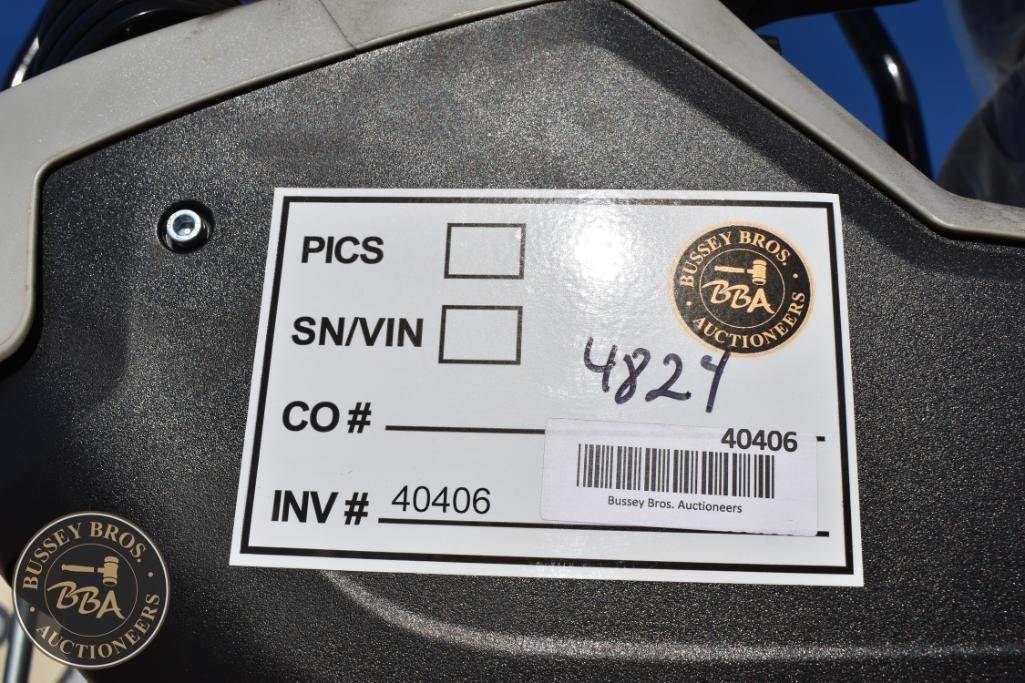 PICS
BUSSEY BROS.
BBA
AUCTIONEERS
SN/VIN
4824
CO #
40406
Bussey Bros. Auctioneers
INV # 40406
BUSSEY BROS.
BBA
AUCTIONEERS